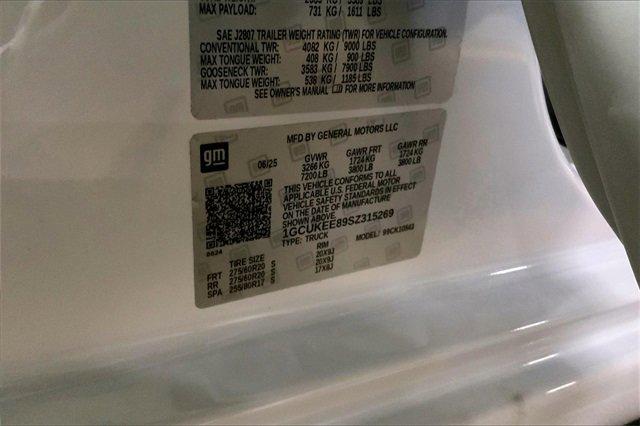 MAX PAYLOAD: 731 KG / 1611 LBS
SAE J2807 TRAILER WEIGHT RATING (TWR) FOR VEHICLE CONFIGURATION.
CONVENTIONAL TWR: 4082 KG / 9000 LBS
MAX TONGUE WEIGHT: 408 KG / 900 LBS
GOOSENECK TWR: 3583 KG / 7900 LBS
MAX TONGUE WEIGHT: 538 KG / 1185 LBS
SEE OWNER'S MANUAL FOR MORE INFORMATION
gm
MFD BY GENERAL MOTORS LLC
06/25 GVWR GAWR FRT GAWR RR
3266 KG 1724 KG 1724 KG
7200 LB 3800 LB 3800 LB
THIS VEHICLE CONFORMS TO ALL
APPLICABLE U.S. FEDERAL MOTOR
VEHICLE SAFETY STANDARDS IN EFFECT
ON THE DATE OF MANUFACTURE
SHOWN ABOVE.
1GCUKEE89SZ315269
TYPE: TRUCK MODEL:
TIRE SIZE RIM
FRT 275/60R20 S 20X9J
RR 275/60R20 S 20X9J
SPA 255/80R17 S 17X8J